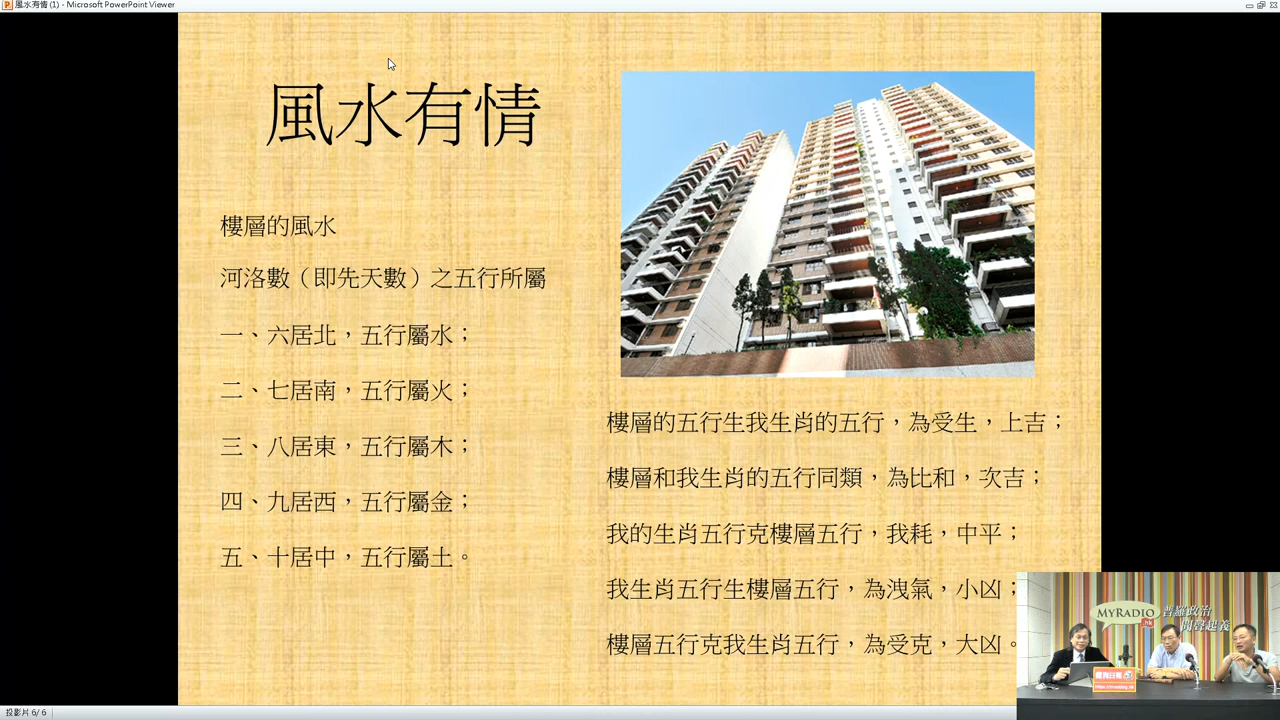 風水有情 (1) - Microsoft PowerPoint Viewer
風水有情
樓層的風水
河洛數（即先天數）之五行所屬
一、六居北，五行屬水；
二、七居南，五行屬火；
三、八居東，五行屬木；
四、九居西，五行屬金；
五、十居中，五行屬土。
樓層的五行生我生肖的五行，為受生，上吉；
樓層和我生肖的五行同類，為比和，次吉；
我的生肖五行克樓層五行，我耗，中平；
我生肖五行生樓層五行，為洩氣，小凶；
樓層五行克我生肖五行，為受克，大凶。
MYRADIO
.hk
普羅政治
開聲起義
投影片 6/ 6